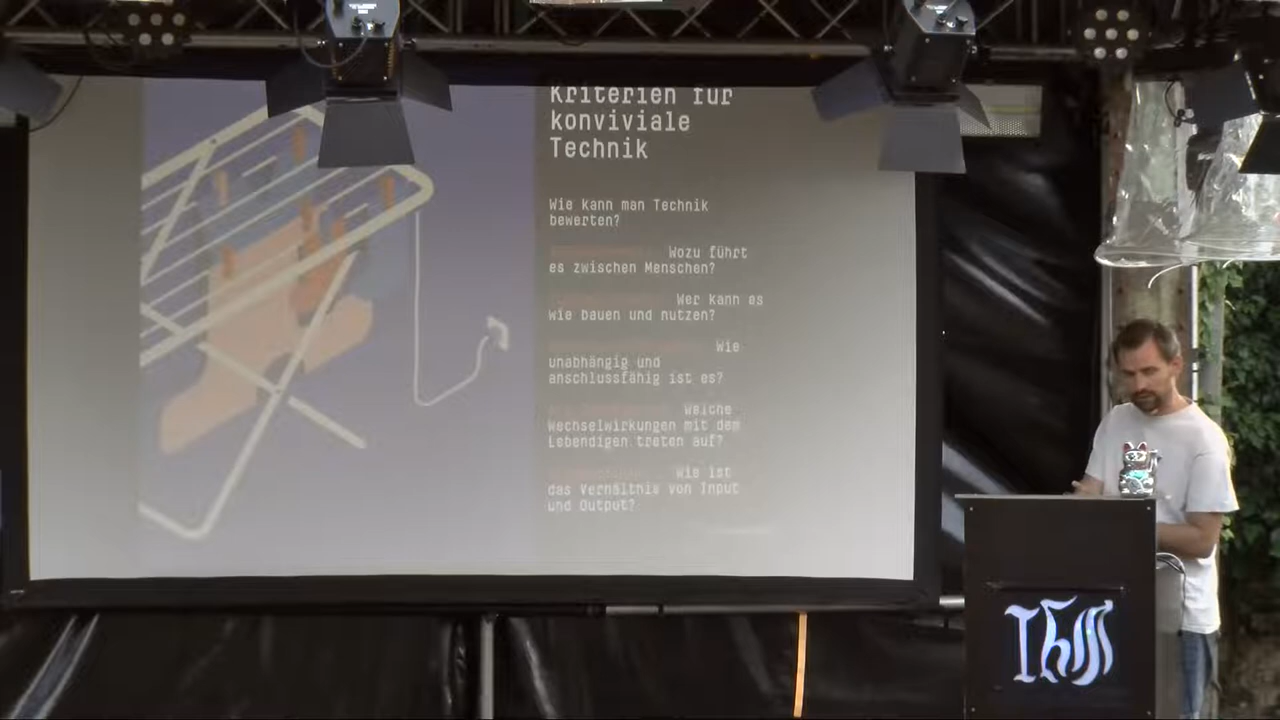 Kriterien für
konviviale
Technik
Wie kann man Technik
bewerten?
Wozu führt
es zwischen Menschen?
Wer kann es
wie bauen und nutzen?
Wie
unabhängig und
anschlussfähig ist es?
Welche
Wechselwirkungen mit dem
Lebendigen treten auf?
Wie ist
das Verhältnis von Input
und Output?